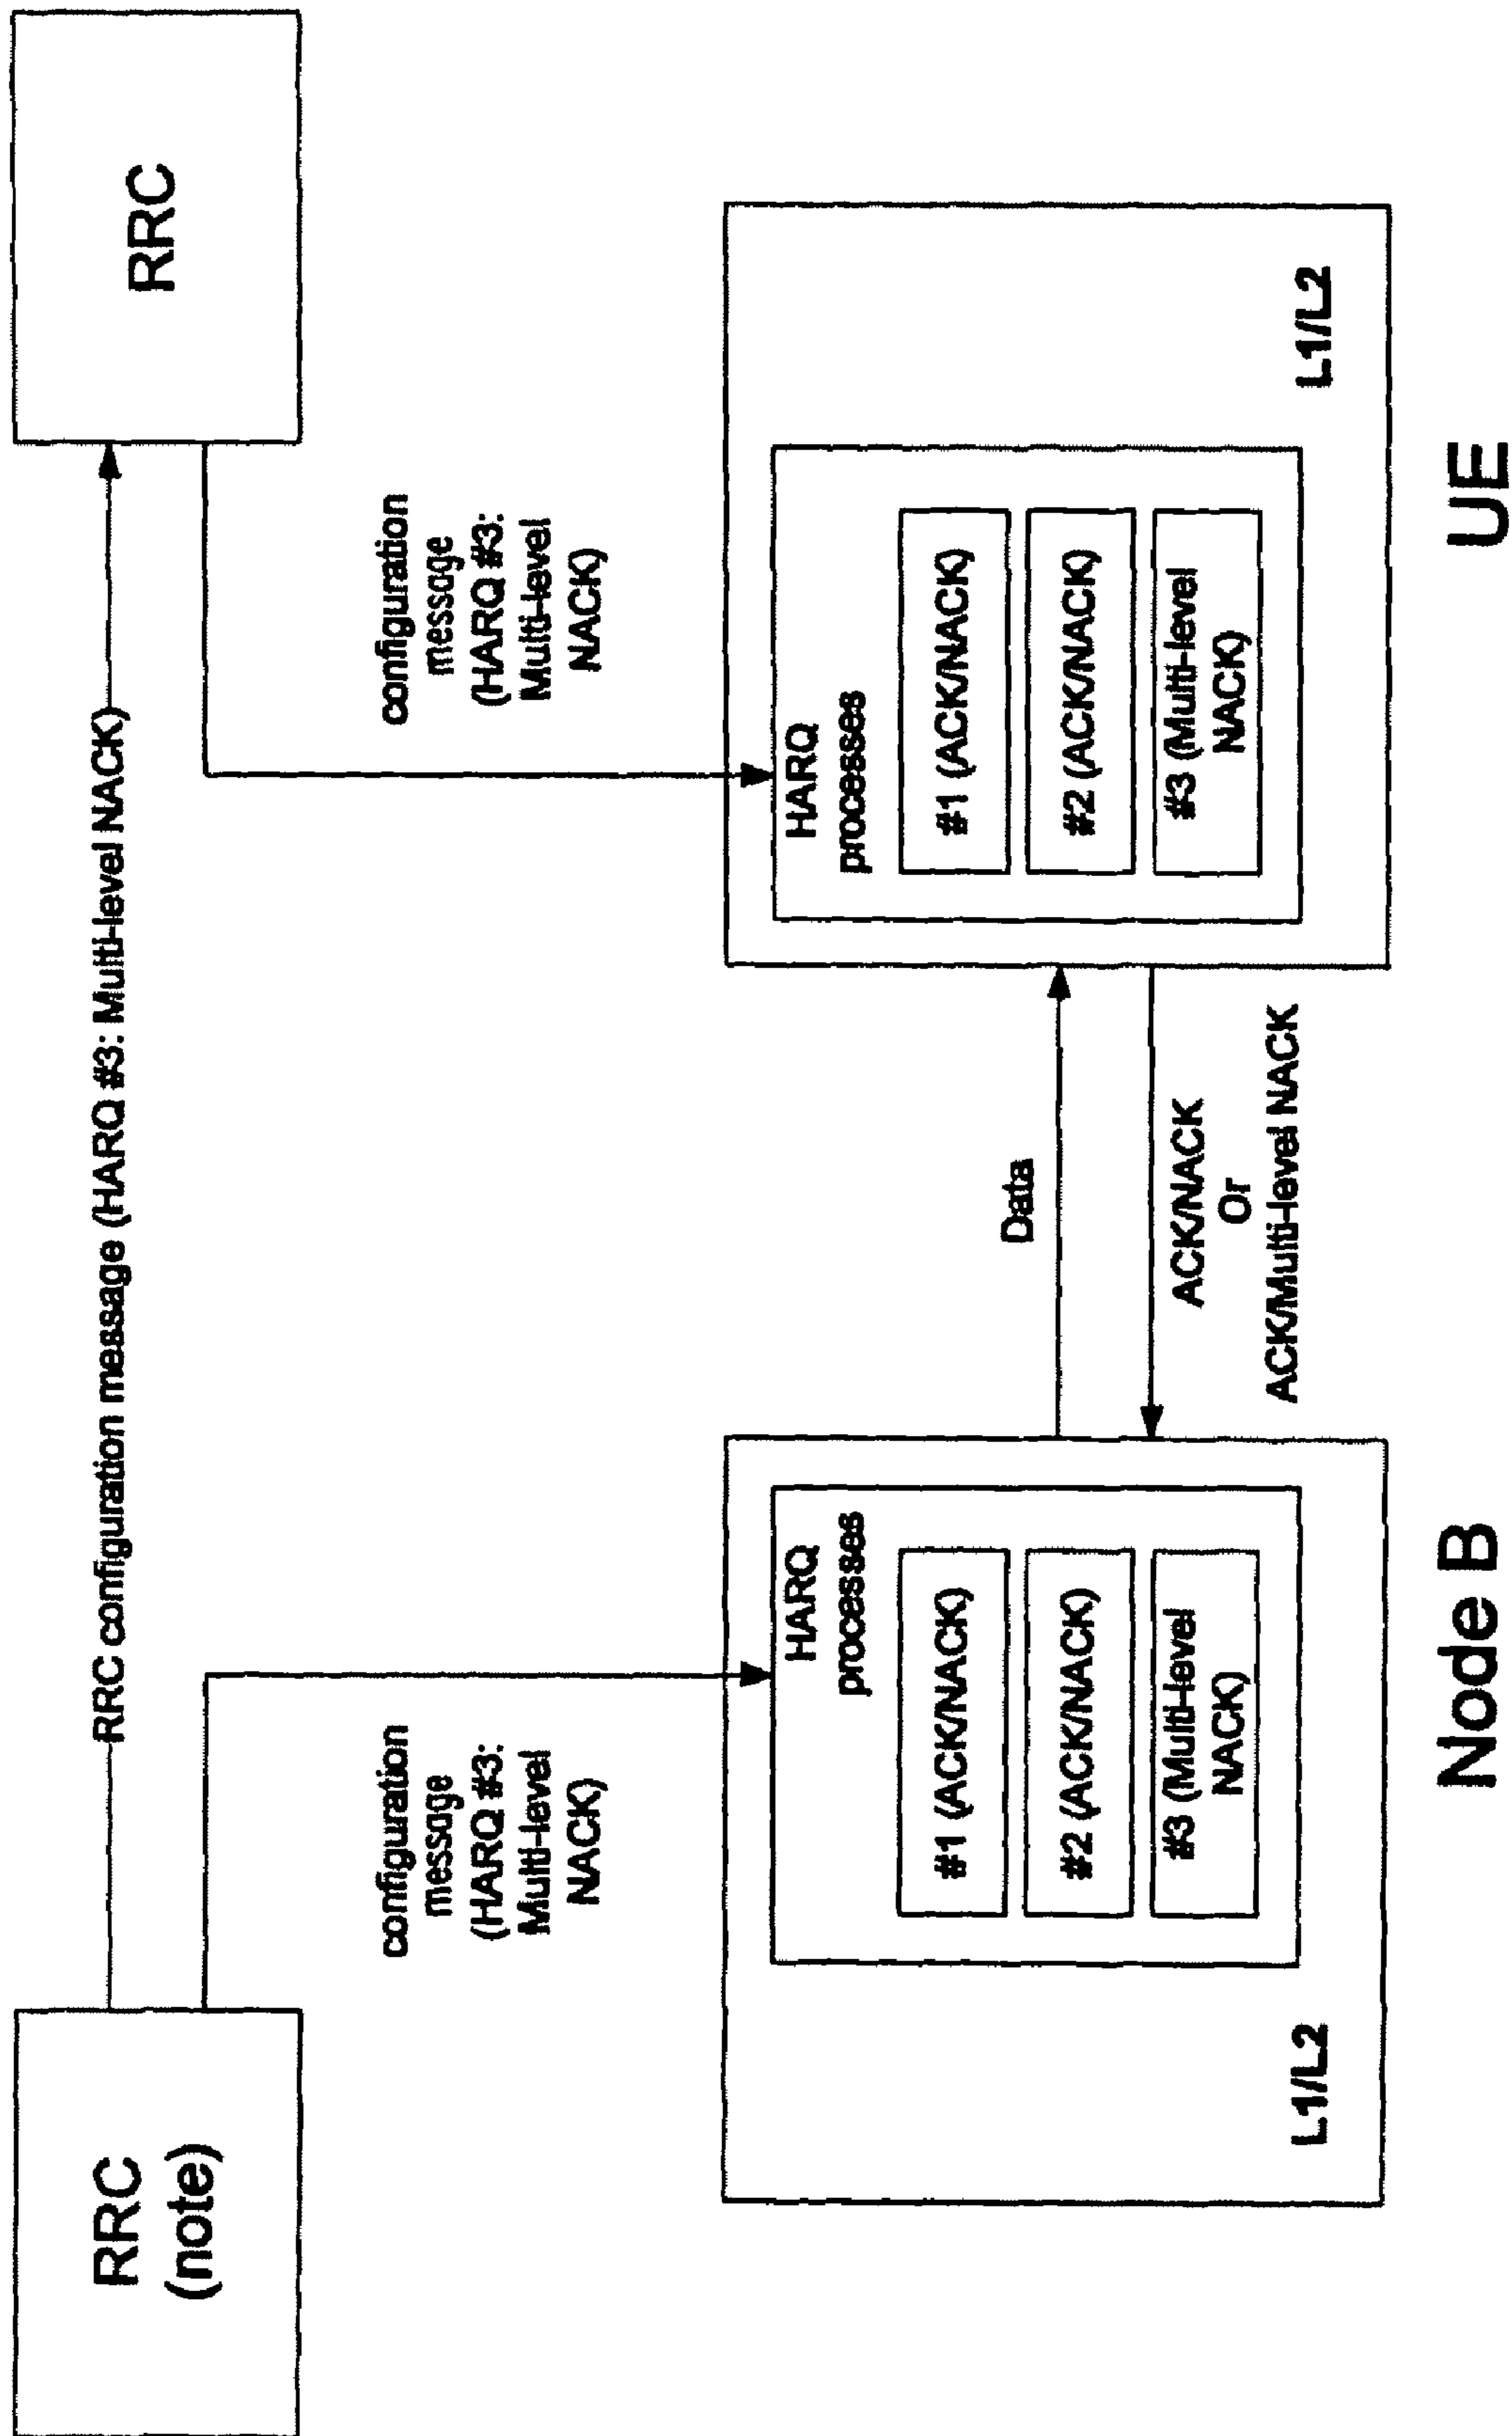 RRC
(note)
RRC configuration message (HARQ #3: Multi-level NACK)
RRC
configuration
message
(HARQ #3:
Multi-level
NACK)
configuration
message
(HARQ #3:
Multi-level
NACK)
HARQ
processes
#1 (ACK/NACK)
#2 (ACK/NACK)
#3 (Multi-level
NACK)
L1/L2
Node B
Data
ACK/NACK
Or
ACK/Multi-level NACK
HARQ
processes
#1 (ACK/NACK)
#2 (ACK/NACK)
#3 (Multi-level
NACK)
L1/L2
UE